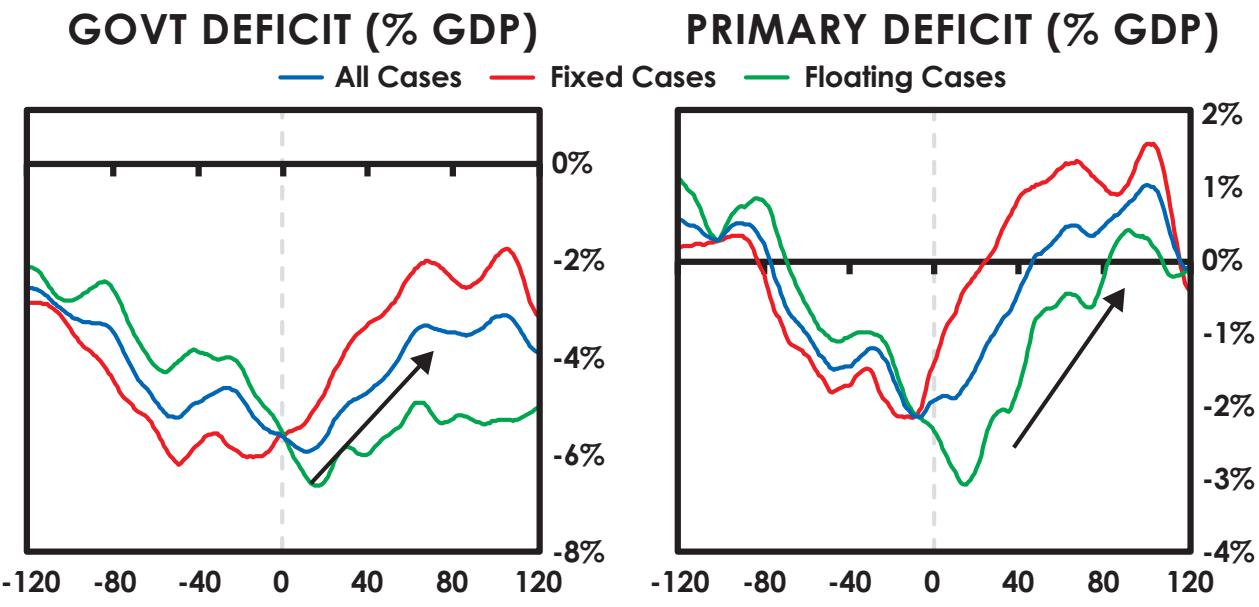 GOVT DEFICIT (% GDP)
PRIMARY DEFICIT (% GDP)
All Cases Fixed Cases Floating Cases
0%
-2%
-4%
-6%
-8%
-120 -80 -40 0 40 80 120
2%
1%
0%
-1%
-2%
-3%
-4%
-120 -80 -40 0 40 80 120